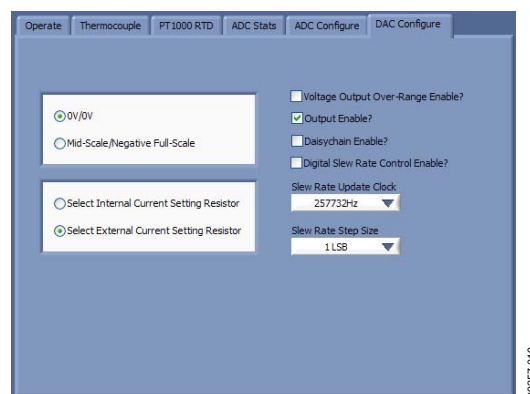 Operate Thermocouple PT1000 RTD ADC Stats ADC Configure DAC Configure
0V/0V
Mid-Scale/Negative Full-Scale
Select Internal Current Setting Resistor
Select External Current Setting Resistor
Voltage Output Over-Range Enable?
Output Enable?
Daisychain Enable?
Digital Slew Rate Control Enable?
Slew Rate Update Clock
257732Hz
Slew Rate Step Size
1 LSB